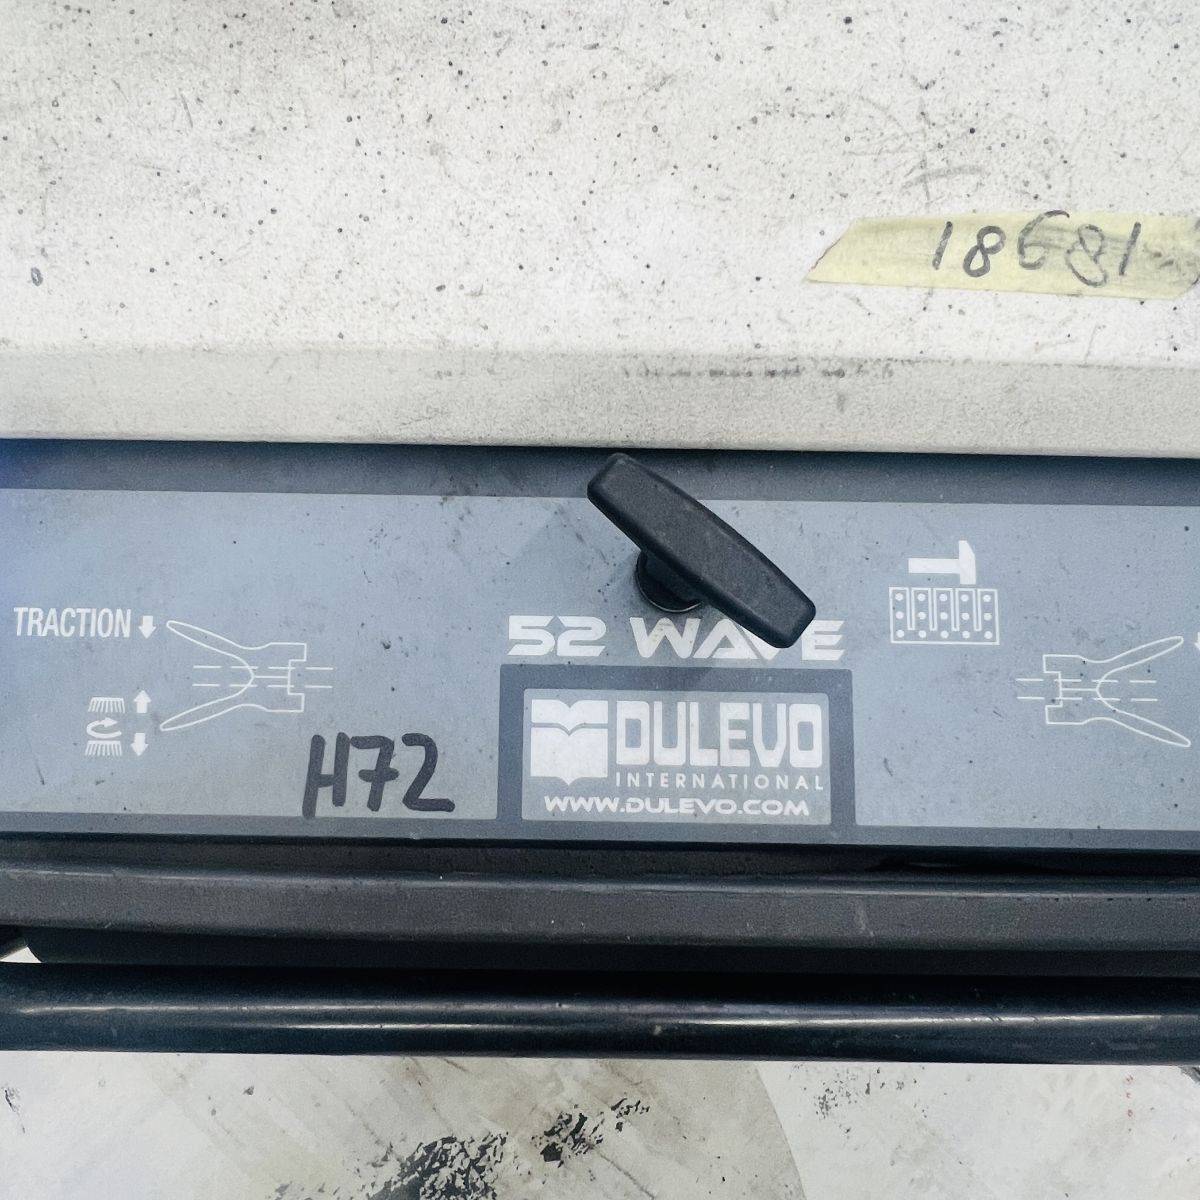 18681
TRACTION
52 WAVE
H72
DULEVO
INTERNATIONAL
WWW.DULEVO.COM